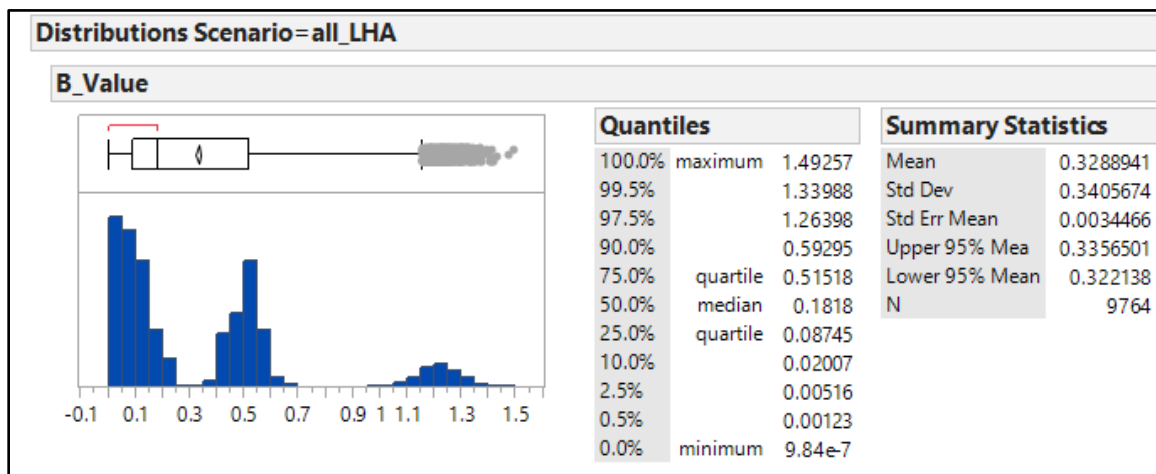 Distributions Scenario=all_LHA
B_Value
-0.1 0.1 0.3 0.5 0.7 0.9 1 1.1 1.3 1.5
Quantiles
100.0% maximum 1.49257
99.5% 1.33988
97.5% 1.26398
90.0% 0.59295
75.0% quartile 0.51518
50.0% median 0.1818
25.0% quartile 0.08745
10.0% 0.02007
2.5% 0.00516
0.5% 0.00123
0.0% minimum 9.84e-7
Summary Statistics
Mean 0.3288941
Std Dev 0.3405674
Std Err Mean 0.0034466
Upper 95% Mea 0.3356501
Lower 95% Mean 0.322138
N 9764